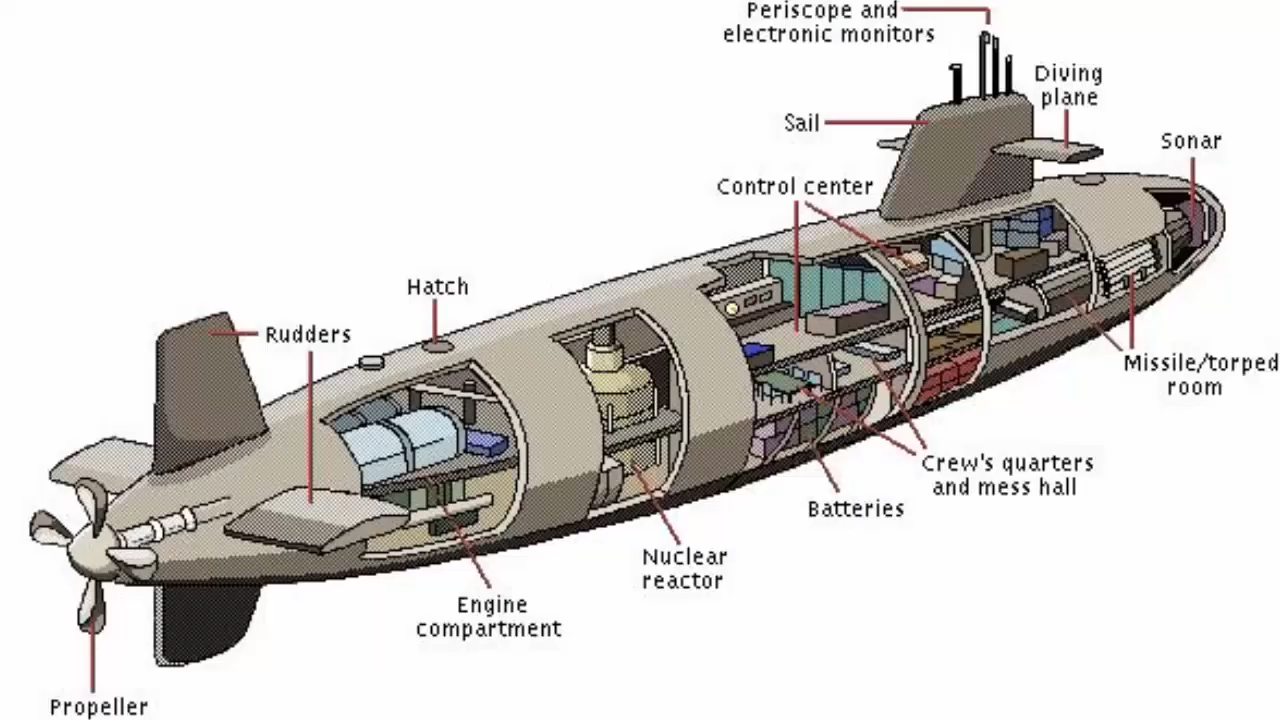 Periscope and
electronic monitors
Diving
plane
Sail
Sonar
Control center
Hatch
Rudders
Missile/torped
room
Crew's quarters
and mess hall
Batteries
Nuclear
reactor
Engine
compartment
Propeller